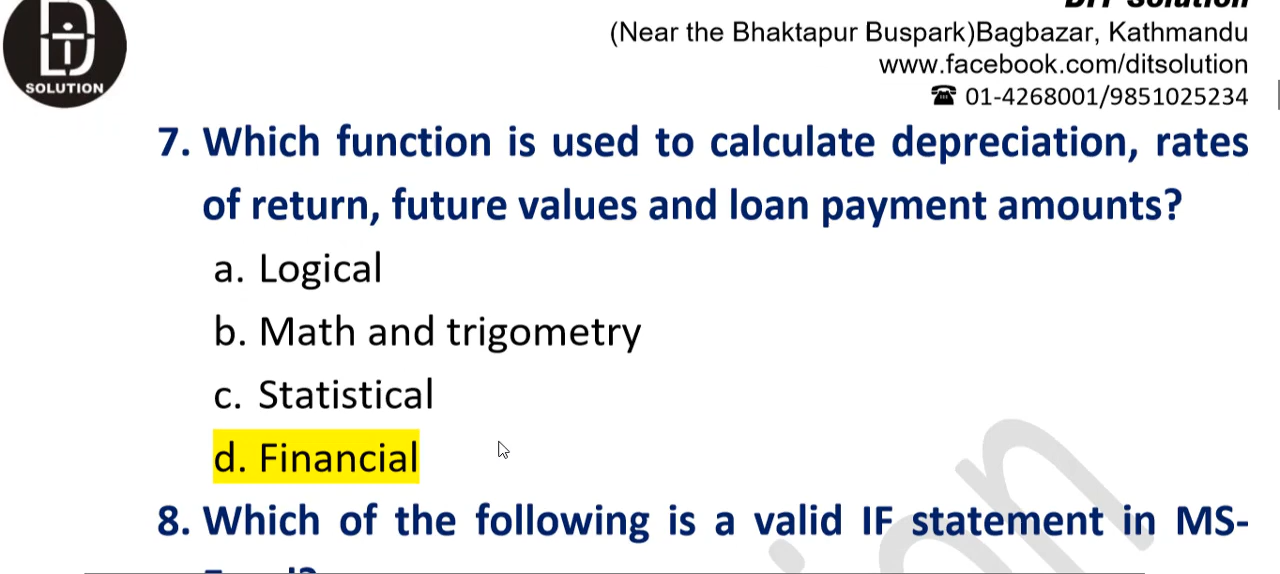 DIT Solution
(Near the Bhaktapur Buspark)Bagbazar, Kathmandu
www.facebook.com/ditsolution
☎ 01-4268001/9851025234
SOLUTION
7. Which function is used to calculate depreciation, rates
of return, future values and loan payment amounts?
a. Logical
b. Math and trigometry
c. Statistical
d. Financial
8. Which of the following is a valid IF statement in MS-